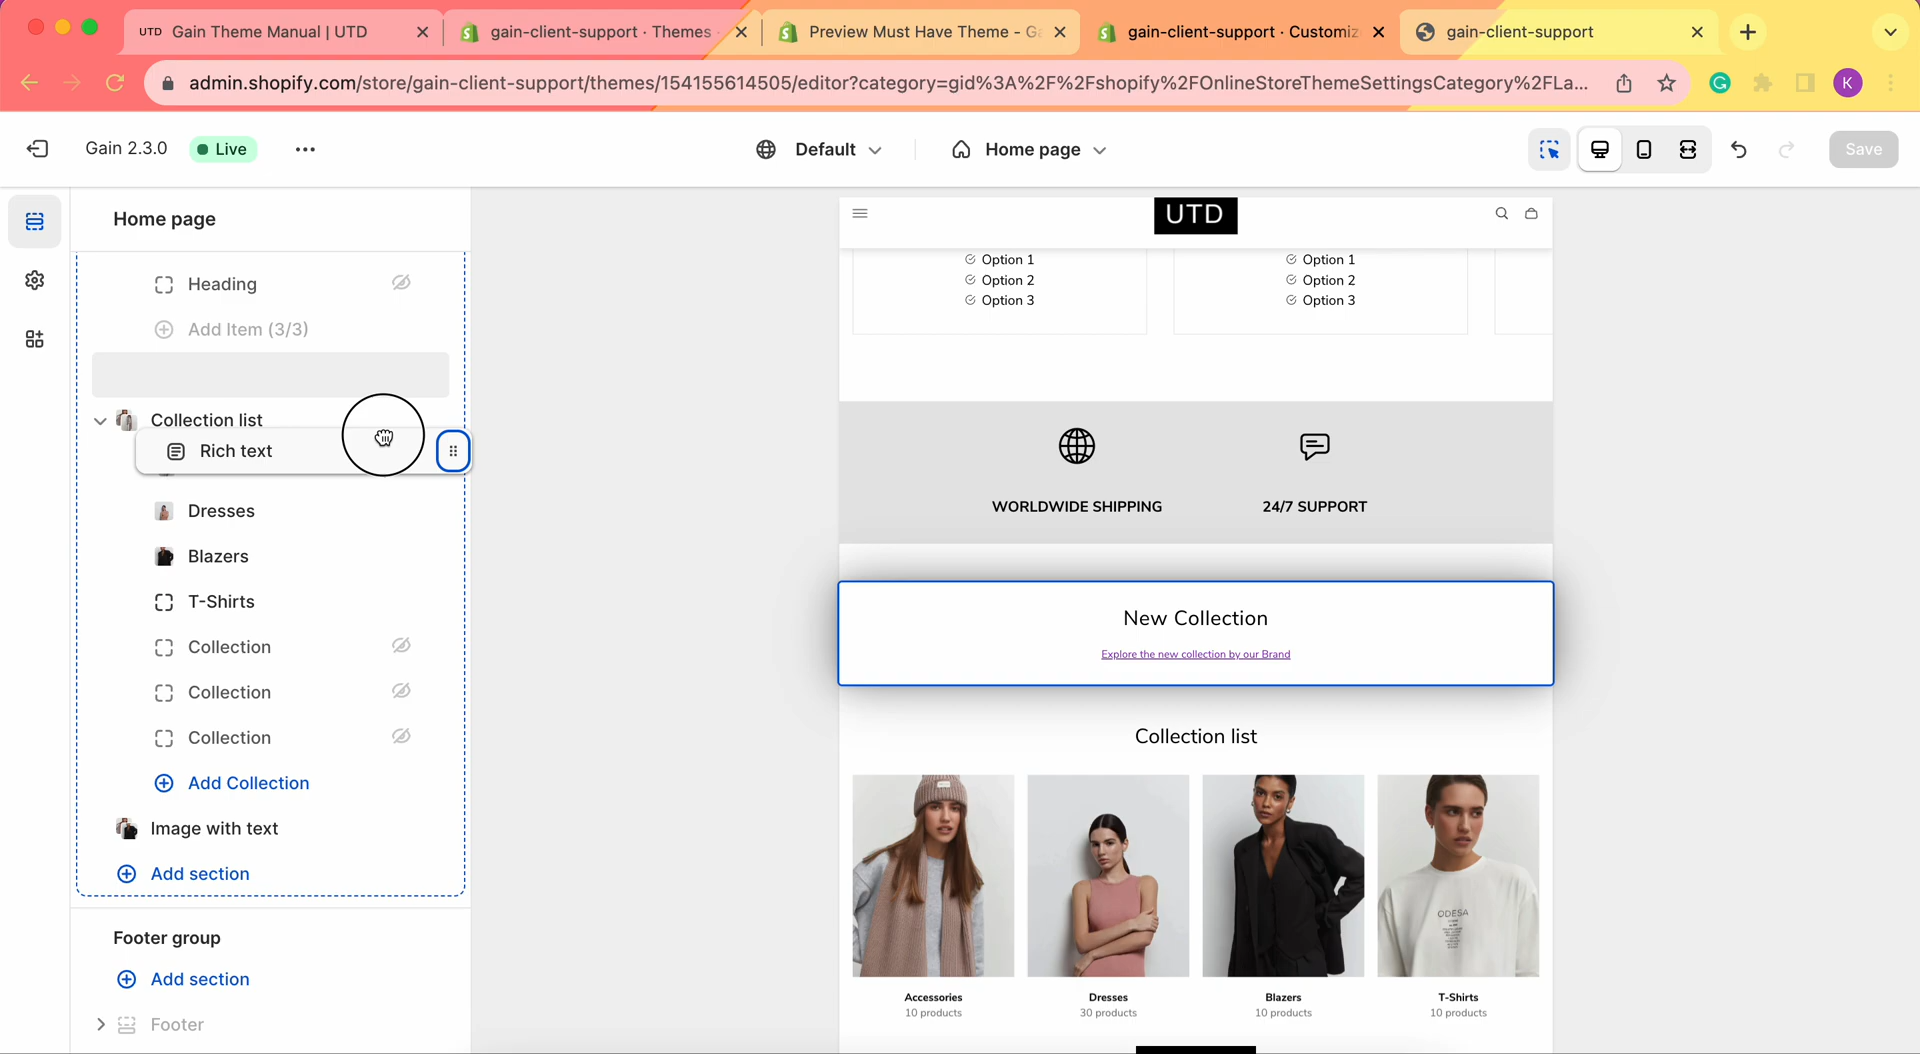 UTD Gain Theme Manual | UTD
gain-client-support · Themes ·
Preview Must Have Theme - Ga
gain-client-support · Customiz
gain-client-support
admin.shopify.com/store/gain-client-support/themes/154155614505/editor?category=gid%3A%2F%2Fshopify%2FOnlineStoreThemeSettingsCategory%2FLa...
K
Gain 2.3.0
Live
Default
Home page
Save
Home page
Heading
Add Item (3/3)
Collection list
Rich text
Dresses
Blazers
T-Shirts
Collection
Collection
Collection
Add Collection
Image with text
Add section
Footer group
Add section
Footer
UTD
Option 1
Option 2
Option 3
Option 1
Option 2
Option 3
WORLDWIDE SHIPPING
24/7 SUPPORT
New Collection
Explore the new collection by our Brand
Collection list
ODESA
Accessories
10 products
Dresses
30 products
Blazers
10 products
T-Shirts
10 products